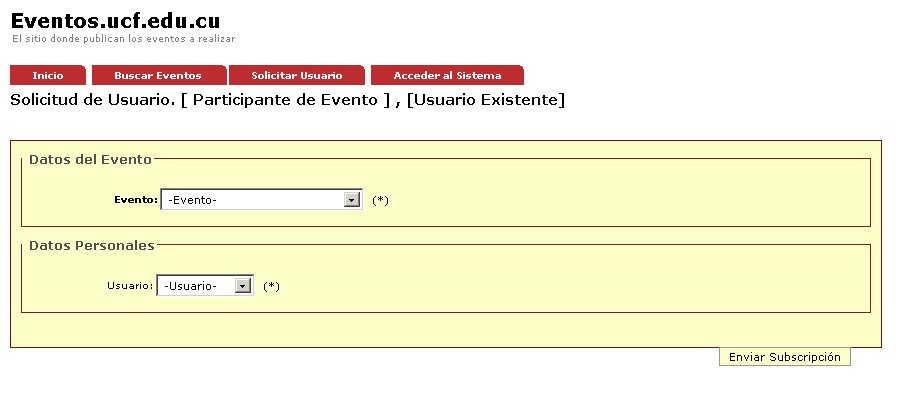 Eventos.ucf.edu.cu
El sitio donde publican los eventos a realizar
Inicio Buscar Eventos Solicitar Usuario Acceder al Sistema
Solicitud de Usuario. [ Participante de Evento ] , [Usuario Existente]
Datos del Evento
Evento: -Evento- (*)
Datos Personales
Usuario: -Usuario- (*)
Enviar Subscripción